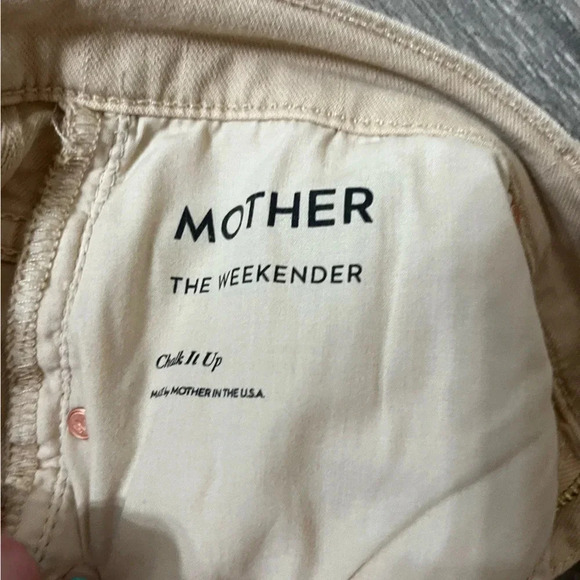 MOTHER
THE WEEKENDER
Chalk It Up
Made by MOTHER IN THE U.S.A.